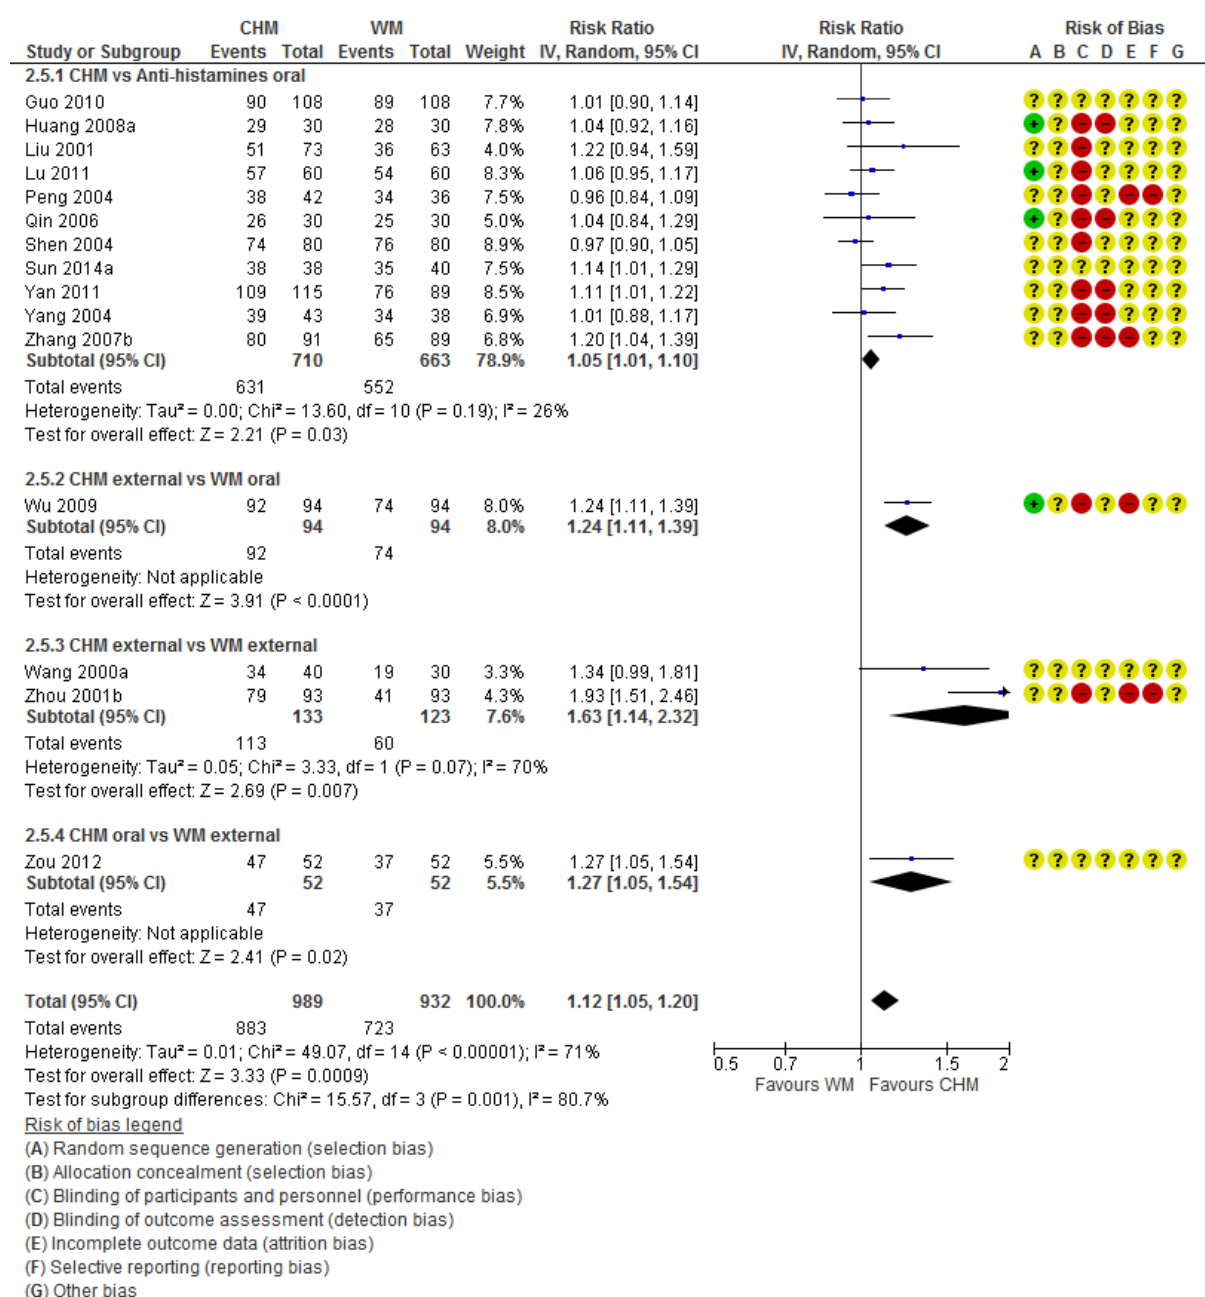 CHM WM Risk Ratio Risk Ratio Risk of Bias
Study or Subgroup Events Total Events Total Weight IV, Random, 95% CI IV, Random, 95% CI A B C D E F G
2.5.1 CHM vs Anti-histamines oral
Guo 2010 90 108 89 108 7.7% 1.01 [0.90, 1.14] ? ? ? ? ? ? ?
Huang 2008a 29 30 28 30 7.8% 1.04 [0.92, 1.16] + ? - - ? ? ?
Liu 2001 51 73 36 63 4.0% 1.22 [0.94, 1.59] ? ? - ? ? ? ?
Lu 2011 57 60 54 60 8.3% 1.06 [0.95, 1.17] + ? - ? ? ? ?
Peng 2004 38 42 34 36 7.5% 0.96 [0.84, 1.09] ? ? - ? - - ?
Qin 2006 26 30 25 30 5.0% 1.04 [0.84, 1.29] + ? - - ? ? ?
Shen 2004 74 80 76 80 8.9% 0.97 [0.90, 1.05] ? ? - ? ? ? ?
Sun 2014a 38 38 35 40 7.5% 1.14 [1.01, 1.29] ? ? ? ? ? ? ?
Yan 2011 109 115 76 89 8.5% 1.11 [1.01, 1.22] ? ? - - ? ? ?
Yang 2004 39 43 34 38 6.9% 1.01 [0.88, 1.17] ? ? - - ? ? ?
Zhang 2007b 80 91 65 89 6.8% 1.20 [1.04, 1.39] ? ? - - - ? ?
Subtotal (95% CI) 710 663 78.9% 1.05 [1.01, 1.10]
Total events 631 552
Heterogeneity: Tau² = 0.00; Chi² = 13.60, df = 10 (P = 0.19); I² = 26%
Test for overall effect: Z = 2.21 (P = 0.03)
2.5.2 CHM external vs WM oral
Wu 2009 92 94 74 94 8.0% 1.24 [1.11, 1.39] + ? - ? - ? ?
Subtotal (95% CI) 94 94 8.0% 1.24 [1.11, 1.39]
Total events 92 74
Heterogeneity: Not applicable
Test for overall effect: Z = 3.91 (P < 0.0001)
2.5.3 CHM external vs WM external
Wang 2000a 34 40 19 30 3.3% 1.34 [0.99, 1.81] ? ? ? ? ? ? ?
Zhou 2001b 79 93 41 93 4.3% 1.93 [1.51, 2.46] ? ? - ? - - ?
Subtotal (95% CI) 133 123 7.6% 1.63 [1.14, 2.32]
Total events 113 60
Heterogeneity: Tau² = 0.05; Chi² = 3.33, df = 1 (P = 0.07); I² = 70%
Test for overall effect: Z = 2.69 (P = 0.007)
2.5.4 CHM oral vs WM external
Zou 2012 47 52 37 52 5.5% 1.27 [1.05, 1.54] ? ? ? ? ? ? ?
Subtotal (95% CI) 52 52 5.5% 1.27 [1.05, 1.54]
Total events 47 37
Heterogeneity: Not applicable
Test for overall effect: Z = 2.41 (P = 0.02)
Total (95% CI) 989 932 100.0% 1.12 [1.05, 1.20]
Total events 883 723
Heterogeneity: Tau² = 0.01; Chi² = 49.07, df = 14 (P < 0.00001); I² = 71%
Test for overall effect: Z = 3.33 (P = 0.0009)
Test for subgroup differences: Chi² = 15.57, df = 3 (P = 0.001), I² = 80.7%
0.5 0.7 1 1.5 2
Favours WM Favours CHM
Risk of bias legend
(A) Random sequence generation (selection bias)
(B) Allocation concealment (selection bias)
(C) Blinding of participants and personnel (performance bias)
(D) Blinding of outcome assessment (detection bias)
(E) Incomplete outcome data (attrition bias)
(F) Selective reporting (reporting bias)
(G) Other bias